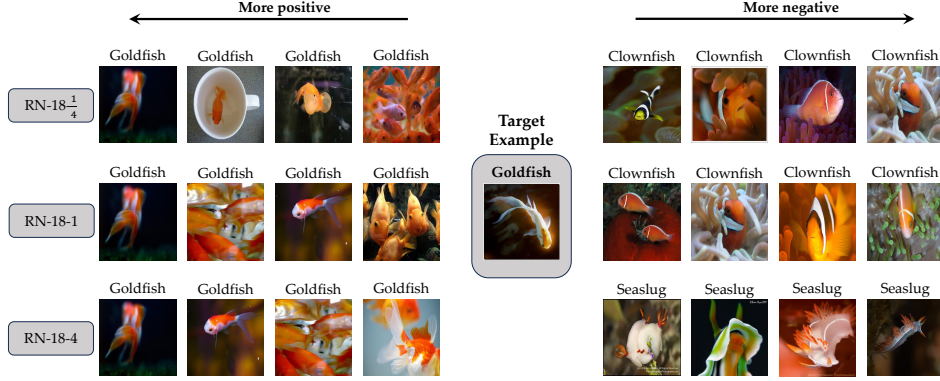 More positive
More negative
Goldfish Goldfish Goldfish Goldfish
Clownfish Clownfish Clownfish Clownfish
RN-18-1/4
Target
Example
Goldfish
Goldfish Goldfish Goldfish Goldfish
Clownfish Clownfish Clownfish Clownfish
RN-18-1
Goldfish Goldfish Goldfish Goldfish
Seaslug Seaslug Seaslug Seaslug
RN-18-4